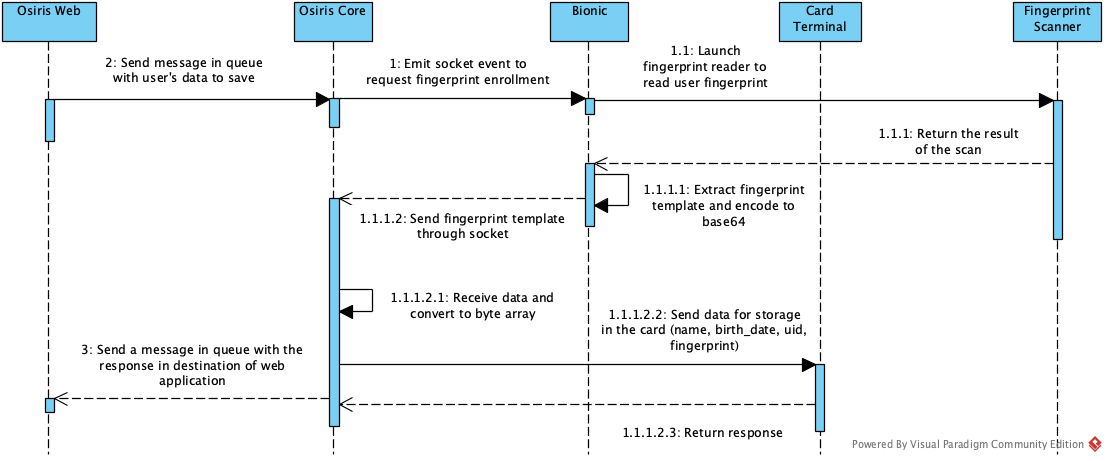 Osiris Web
Osiris Core
Bionic
Card
Terminal
Fingerprint
Scanner
2: Send message in queue
with user's data to save
1: Emit socket event to
request fingerprint enrollment
1.1: Launch
fingerprint reader to
read user fingerprint
1.1.1: Return the result
of the scan
1.1.1.1: Extract fingerprint
template and encode to
base64
1.1.1.2: Send fingerprint template
through socket
1.1.1.2.1: Receive data and
convert to byte array
1.1.1.2.2: Send data for storage
in the card (name, birth_date, uid,
fingerprint)
3: Send a message in queue with the
response in destination of web
application
1.1.1.2.3: Return response
Powered By Visual Paradigm Community Edition